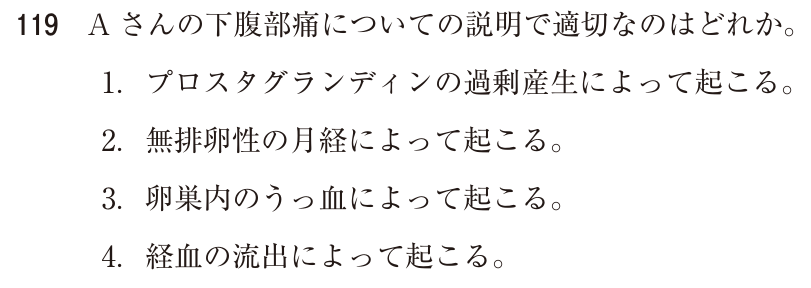 119 A さんの下腹部痛についての説明で適切なのはどれか。
1. プロスタグランディンの過剰産生によって起こる。
2. 無排卵性の月経によって起こる。
3. 卵巣内のうっ血によって起こる。
4. 経血の流出によって起こる。